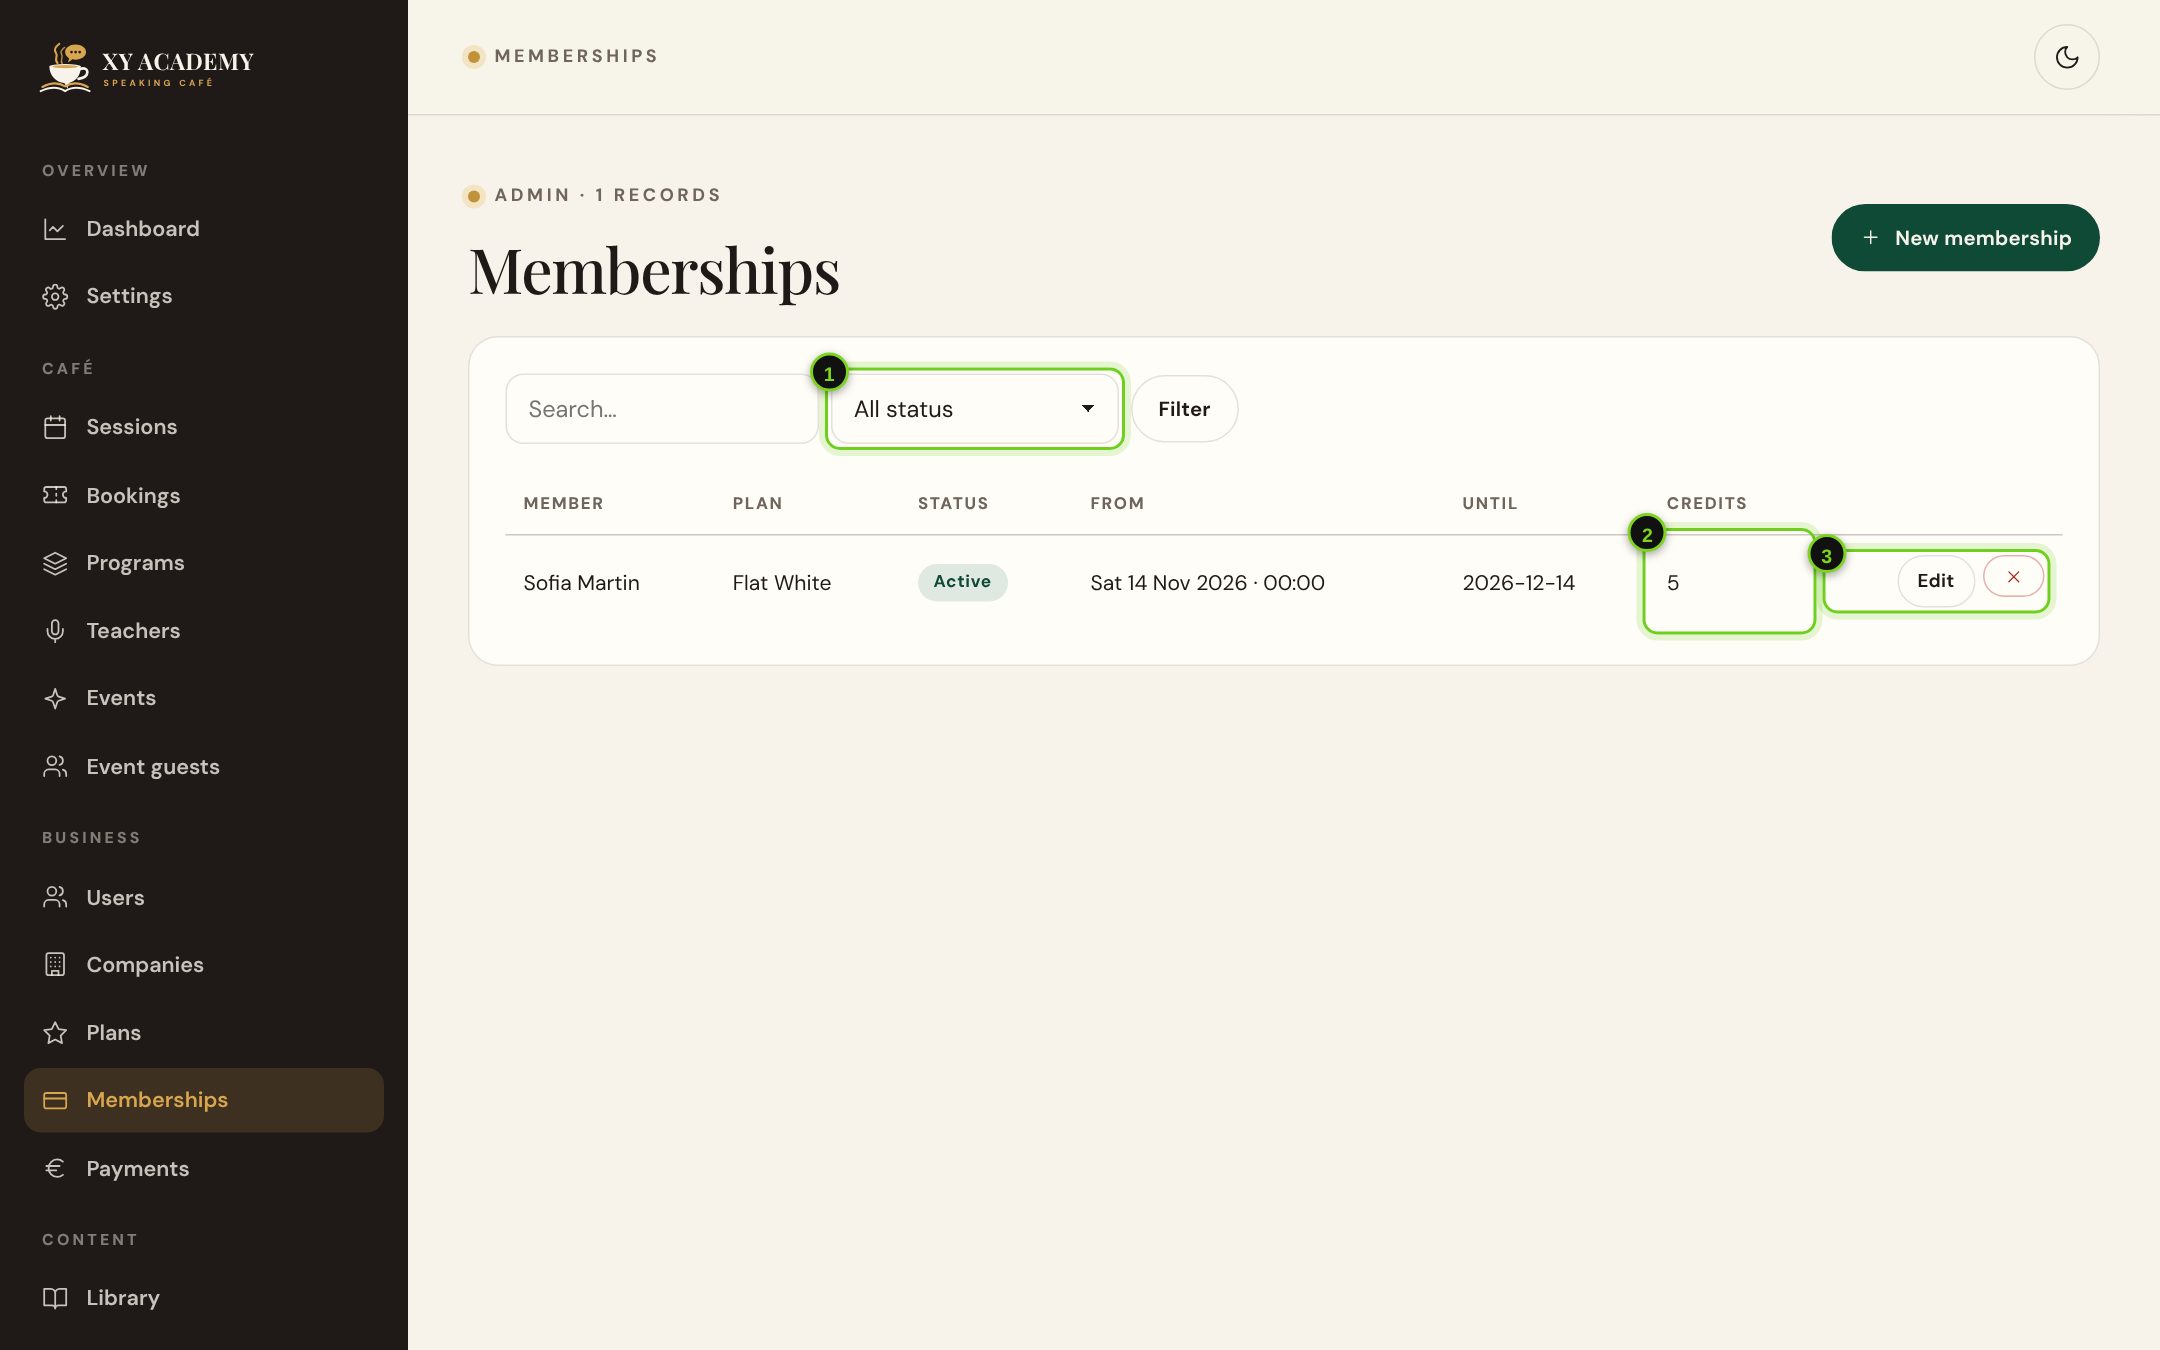 XY ACADEMY
SPEAKING CAFÉ
OVERVIEW
Dashboard
Settings
CAFÉ
Sessions
Bookings
Programs
Teachers
Events
Event guests
BUSINESS
Users
Companies
Plans
Memberships
Payments
CONTENT
Library
MEMBERSHIPS
ADMIN · 1 RECORDS
Memberships
+ New membership
Search...
1
All status
Filter
MEMBER PLAN STATUS FROM UNTIL CREDITS
2
3
Sofia Martin Flat White Active Sat 14 Nov 2026 · 00:00 2026-12-14 5 Edit